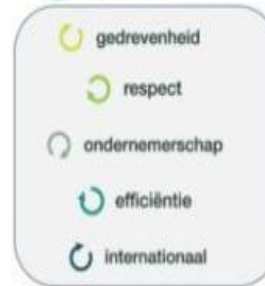 gedrevenheid
respect
ondernemerschap
efficiëntie
internationaal